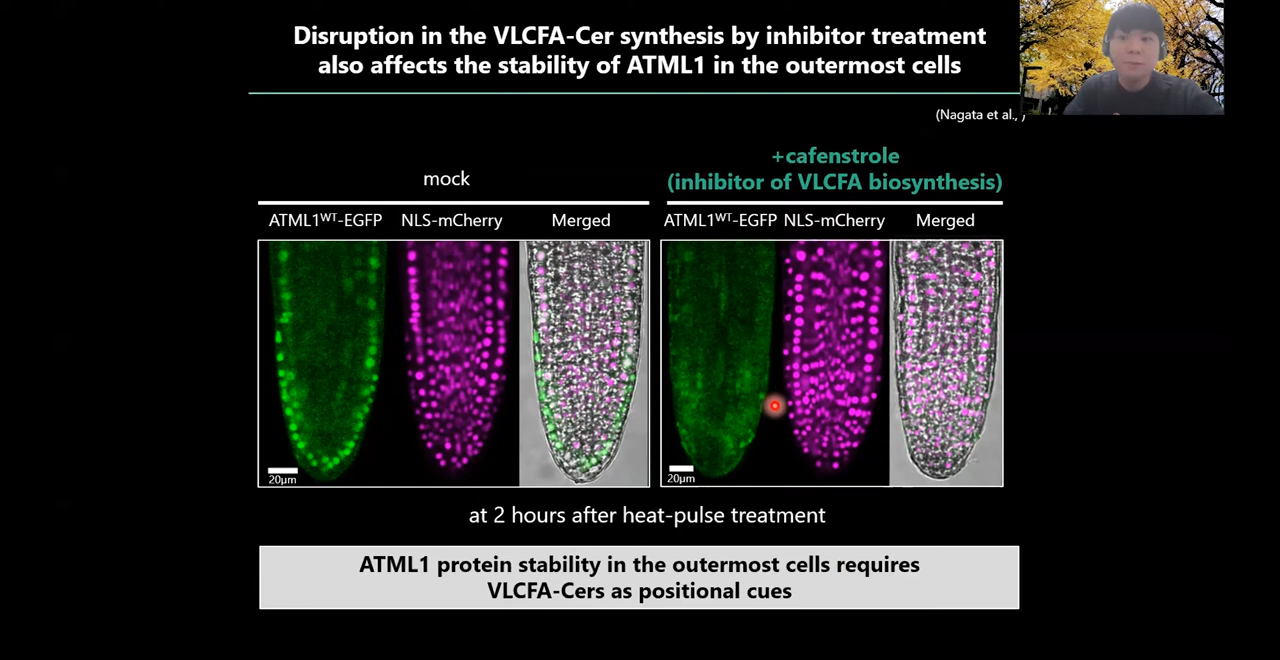 Disruption in the VLCFA-Cer synthesis by inhibitor treatment
also affects the stability of ATML1 in the outermost cells
(Nagata et al., )
mock
+cafenstrole
(inhibitor of VLCFA biosynthesis)
ATML1ᵂᵀ-EGFP NLS-mCherry Merged
ATML1ᵂᵀ-EGFP NLS-mCherry Merged
20μm
20μm
at 2 hours after heat-pulse treatment
ATML1 protein stability in the outermost cells requires
VLCFA-Cers as positional cues